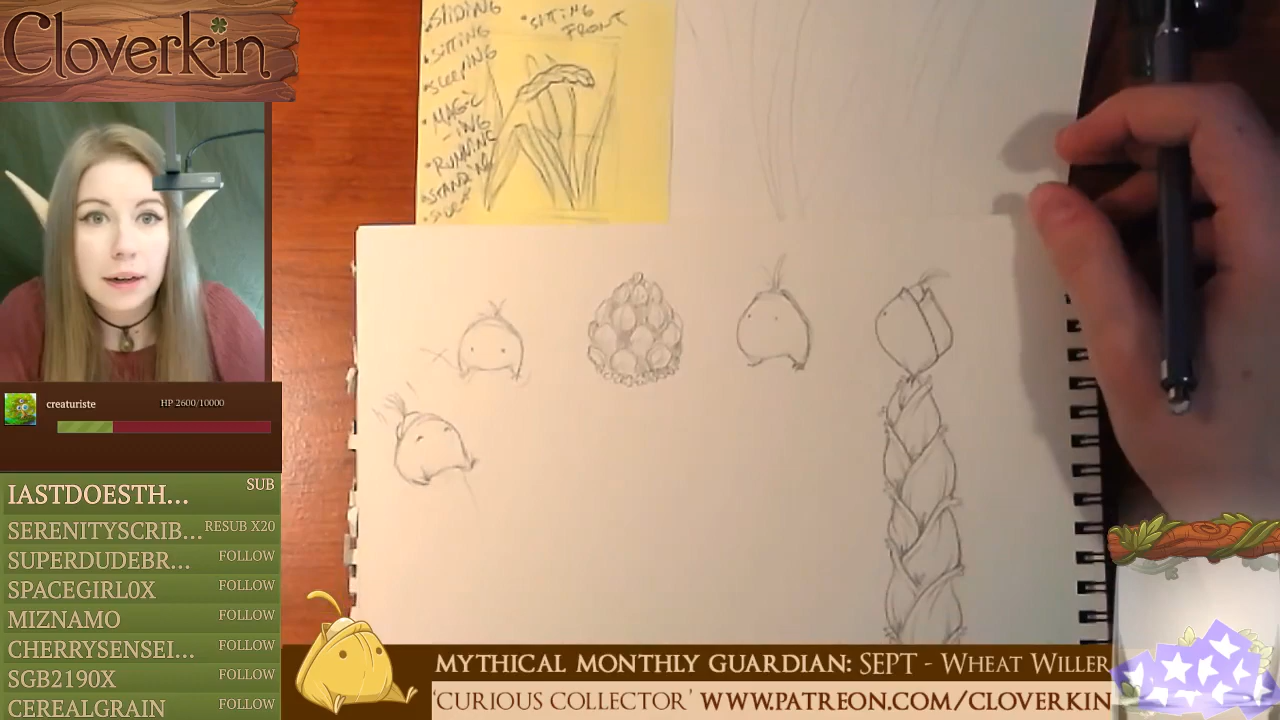 Cloverkin
• SLIDING
• SITTING
• SLEEPING
• MAGIC
-ING
• RUNNING
• STANDING
• SITTING
FRONT
creaturiste HP 2600/10000
IASTDOESTH... SUB
SERENITYSCRIB... RESUB X20
SUPERDUDEBR... FOLLOW
SPACEGIRL0X FOLLOW
MIZNAMO FOLLOW
CHERRYSENSEI... FOLLOW
SGB2190X FOLLOW
CEREALGRAIN FOLLOW
MYTHICAL MONTHLY GUARDIAN: SEPT - WHEAT WILLER
'CURIOUS COLLECTOR' WWW.PATREON.COM/CLOVERKIN